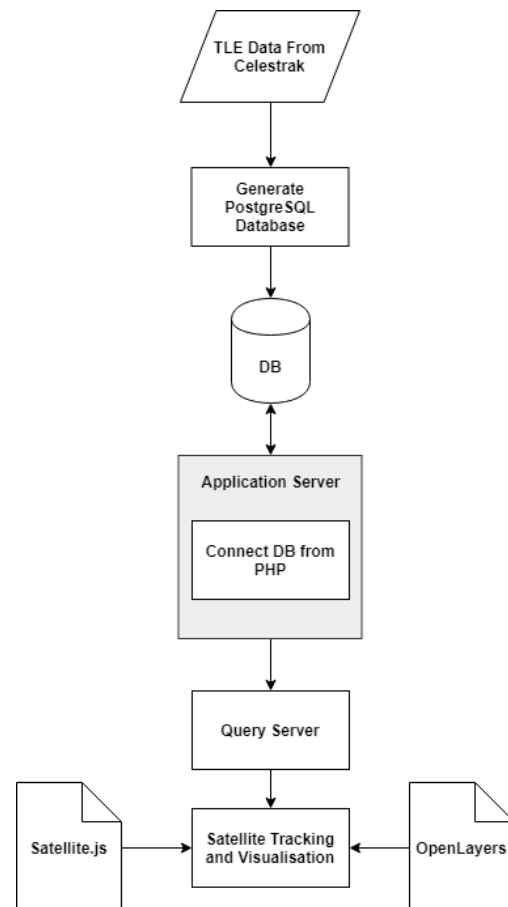 TLE Data From
Celestrak
Generate
PostgreSQL
Database
DB
Application Server
Connect DB from
PHP
Query Server
Satellite.js
Satellite Tracking
and Visualisation
OpenLayers